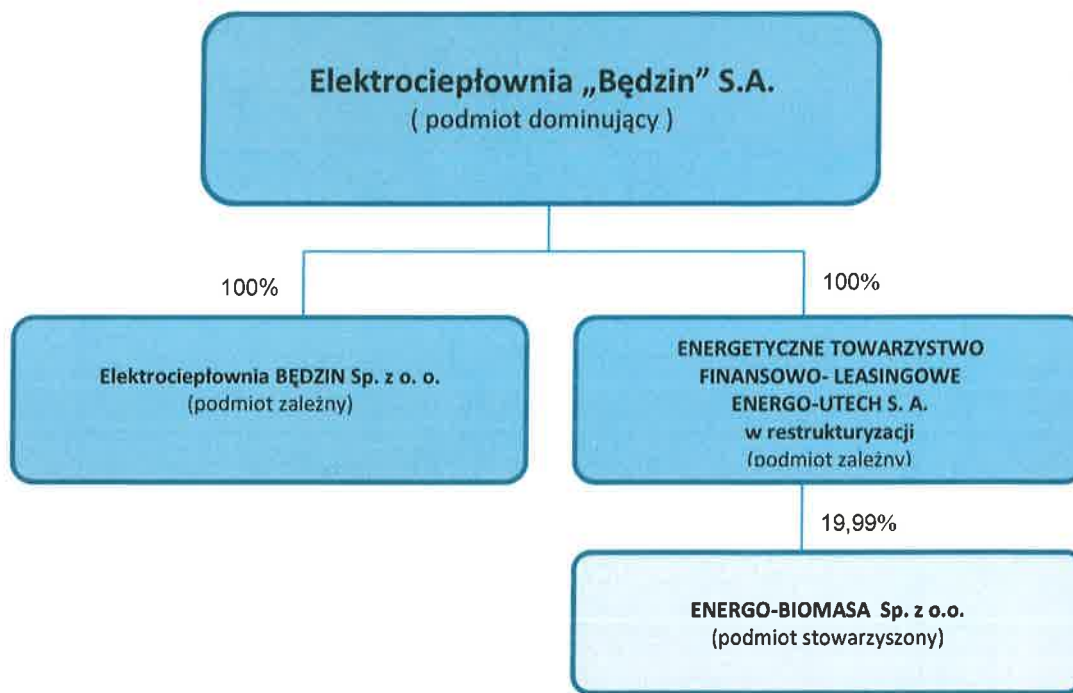 Elektrociepłownia „Będzin” S.A.
( podmiot dominujący )
100%
100%
Elektrociepłownia BĘDZIN Sp. z o. o.
(podmiot zależny)
ENERGETYCZNE TOWARZYSTWO
FINANSOWO- LEASINGOWE
ENERGO-UTECH S. A.
w restrukturyzacji
(podmiot zależny)
19,99%
ENERGO-BIOMASA Sp. z o.o.
(podmiot stowarzyszony)